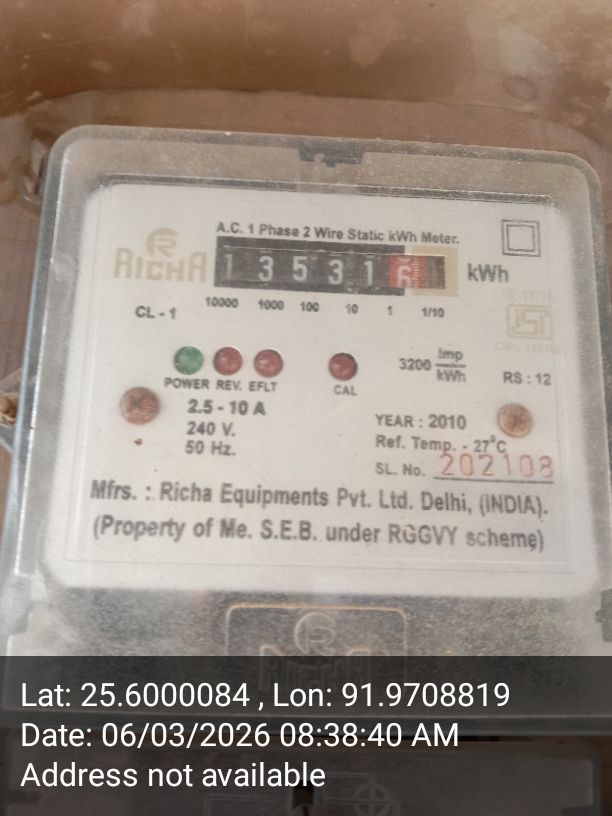 A.C. 1 Phase 2 Wire Static kWh Meter.
RICHA
1 3 5 3 1 6 kWh
10000 1000 100 10 1 1/10
CL - 1
3200 Imp/kWh
RS : 12
POWER REV. EFLT
CAL
2.5 - 10 A
240 V.
50 Hz.
YEAR : 2010
Ref. Temp. - 27°C
SL. No. 202108
Mfrs. : Richa Equipments Pvt. Ltd. Delhi, (INDIA).
(Property of Me. S.E.B. under RGGVY scheme)
RICHA
Lat: 25.6000084 , Lon: 91.9708819
Date: 06/03/2026 08:38:40 AM
Address not available